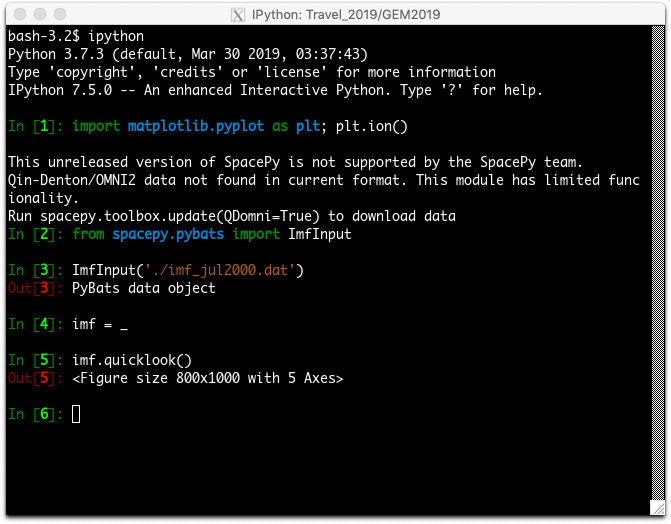 IPython: Travel_2019/GEM2019
bash-3.2$ ipython
Python 3.7.3 (default, Mar 30 2019, 03:37:43)
Type 'copyright', 'credits' or 'license' for more information
IPython 7.5.0 -- An enhanced Interactive Python. Type '?' for help.
In [1]: import matplotlib.pyplot as plt; plt.ion()
This unreleased version of SpacePy is not supported by the SpacePy team.
Qin-Denton/OMNI2 data not found in current format. This module has limited func
ionality.
Run spacepy.toolbox.update(QDomni=True) to download data
In [2]: from spacepy.pybats import ImfInput
In [3]: ImfInput('./imf_jul2000.dat')
Out[3]: PyBats data object
In [4]: imf = _
In [5]: imf.quicklook()
Out[5]: <Figure size 800x1000 with 5 Axes>
In [6]: